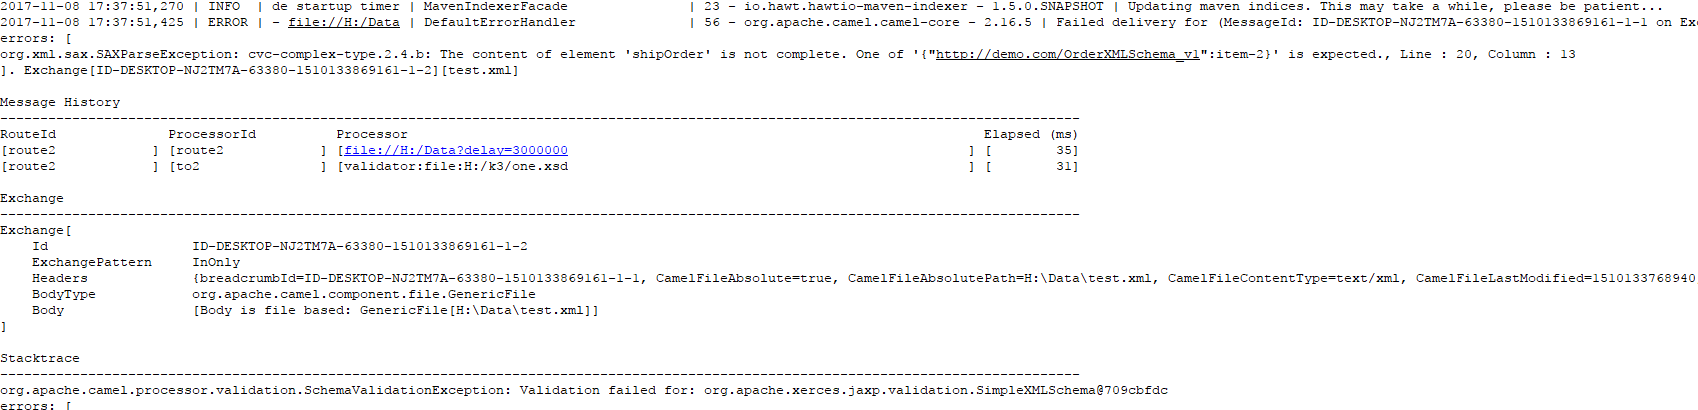 2017-11-08 17:37:51,270 | INFO  | de startup timer | MavenIndexerFacade               | 23 - io.hawt.hawtio-maven-indexer - 1.5.0.SNAPSHOT | Updating maven indices. This may take a while, please be patient...
2017-11-08 17:37:51,425 | ERROR | - file://H:/Data | DefaultErrorHandler              | 56 - org.apache.camel.camel-core - 2.16.5 | Failed delivery for (MessageId: ID-DESKTOP-NJ2TM7A-63380-1510133869161-1-1 on Exc
errors: [
org.xml.sax.SAXParseException: cvc-complex-type.2.4.b: The content of element 'shipOrder' is not complete. One of '{"http://demo.com/OrderXMLSchema_v1":item-2}' is expected., Line : 20, Column : 13
]. Exchange[ID-DESKTOP-NJ2TM7A-63380-1510133869161-1-2][test.xml]
Message History
---------------------------------------------------------------------------------------------------------------------------------------
RouteId              ProcessorId          Processor                                                                        Elapsed (ms)
[route2            ] [route2            ] [file://H:/Data?delay=3000000                                                  ] [        35]
[route2            ] [to2               ] [validator:file:H:/k3/one.xsd                                                  ] [        31]
Exchange
---------------------------------------------------------------------------------------------------------------------------------------
Exchange[
    Id                  ID-DESKTOP-NJ2TM7A-63380-1510133869161-1-2
    ExchangePattern     InOnly
    Headers             {breadcrumbId=ID-DESKTOP-NJ2TM7A-63380-1510133869161-1-1, CamelFileAbsolute=true, CamelFileAbsolutePath=H:\Data\test.xml, CamelFileContentType=text/xml, CamelFileLastModified=1510133768940
    BodyType            org.apache.camel.component.file.GenericFile
    Body                [Body is file based: GenericFile[H:\Data\test.xml]]
]
Stacktrace
---------------------------------------------------------------------------------------------------------------------------------------
org.apache.camel.processor.validation.SchemaValidationException: Validation failed for: org.apache.xerces.jaxp.validation.SimpleXMLSchema@709cbfdc
errors: [